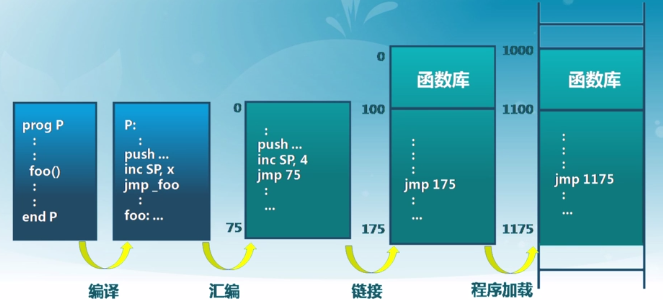 prog P
:
:
foo()
:
:
end P
P:
:
push ...
inc SP, x
jmp _foo
:
foo: ...
0
:
push ...
inc SP, 4
jmp 75
:
...
75
0
函数库
100
:
:
:
jmp 175
:
...
175
1000
函数库
1100
:
:
:
jmp 1175
:
...
1175
编译
汇编
链接
程序加载